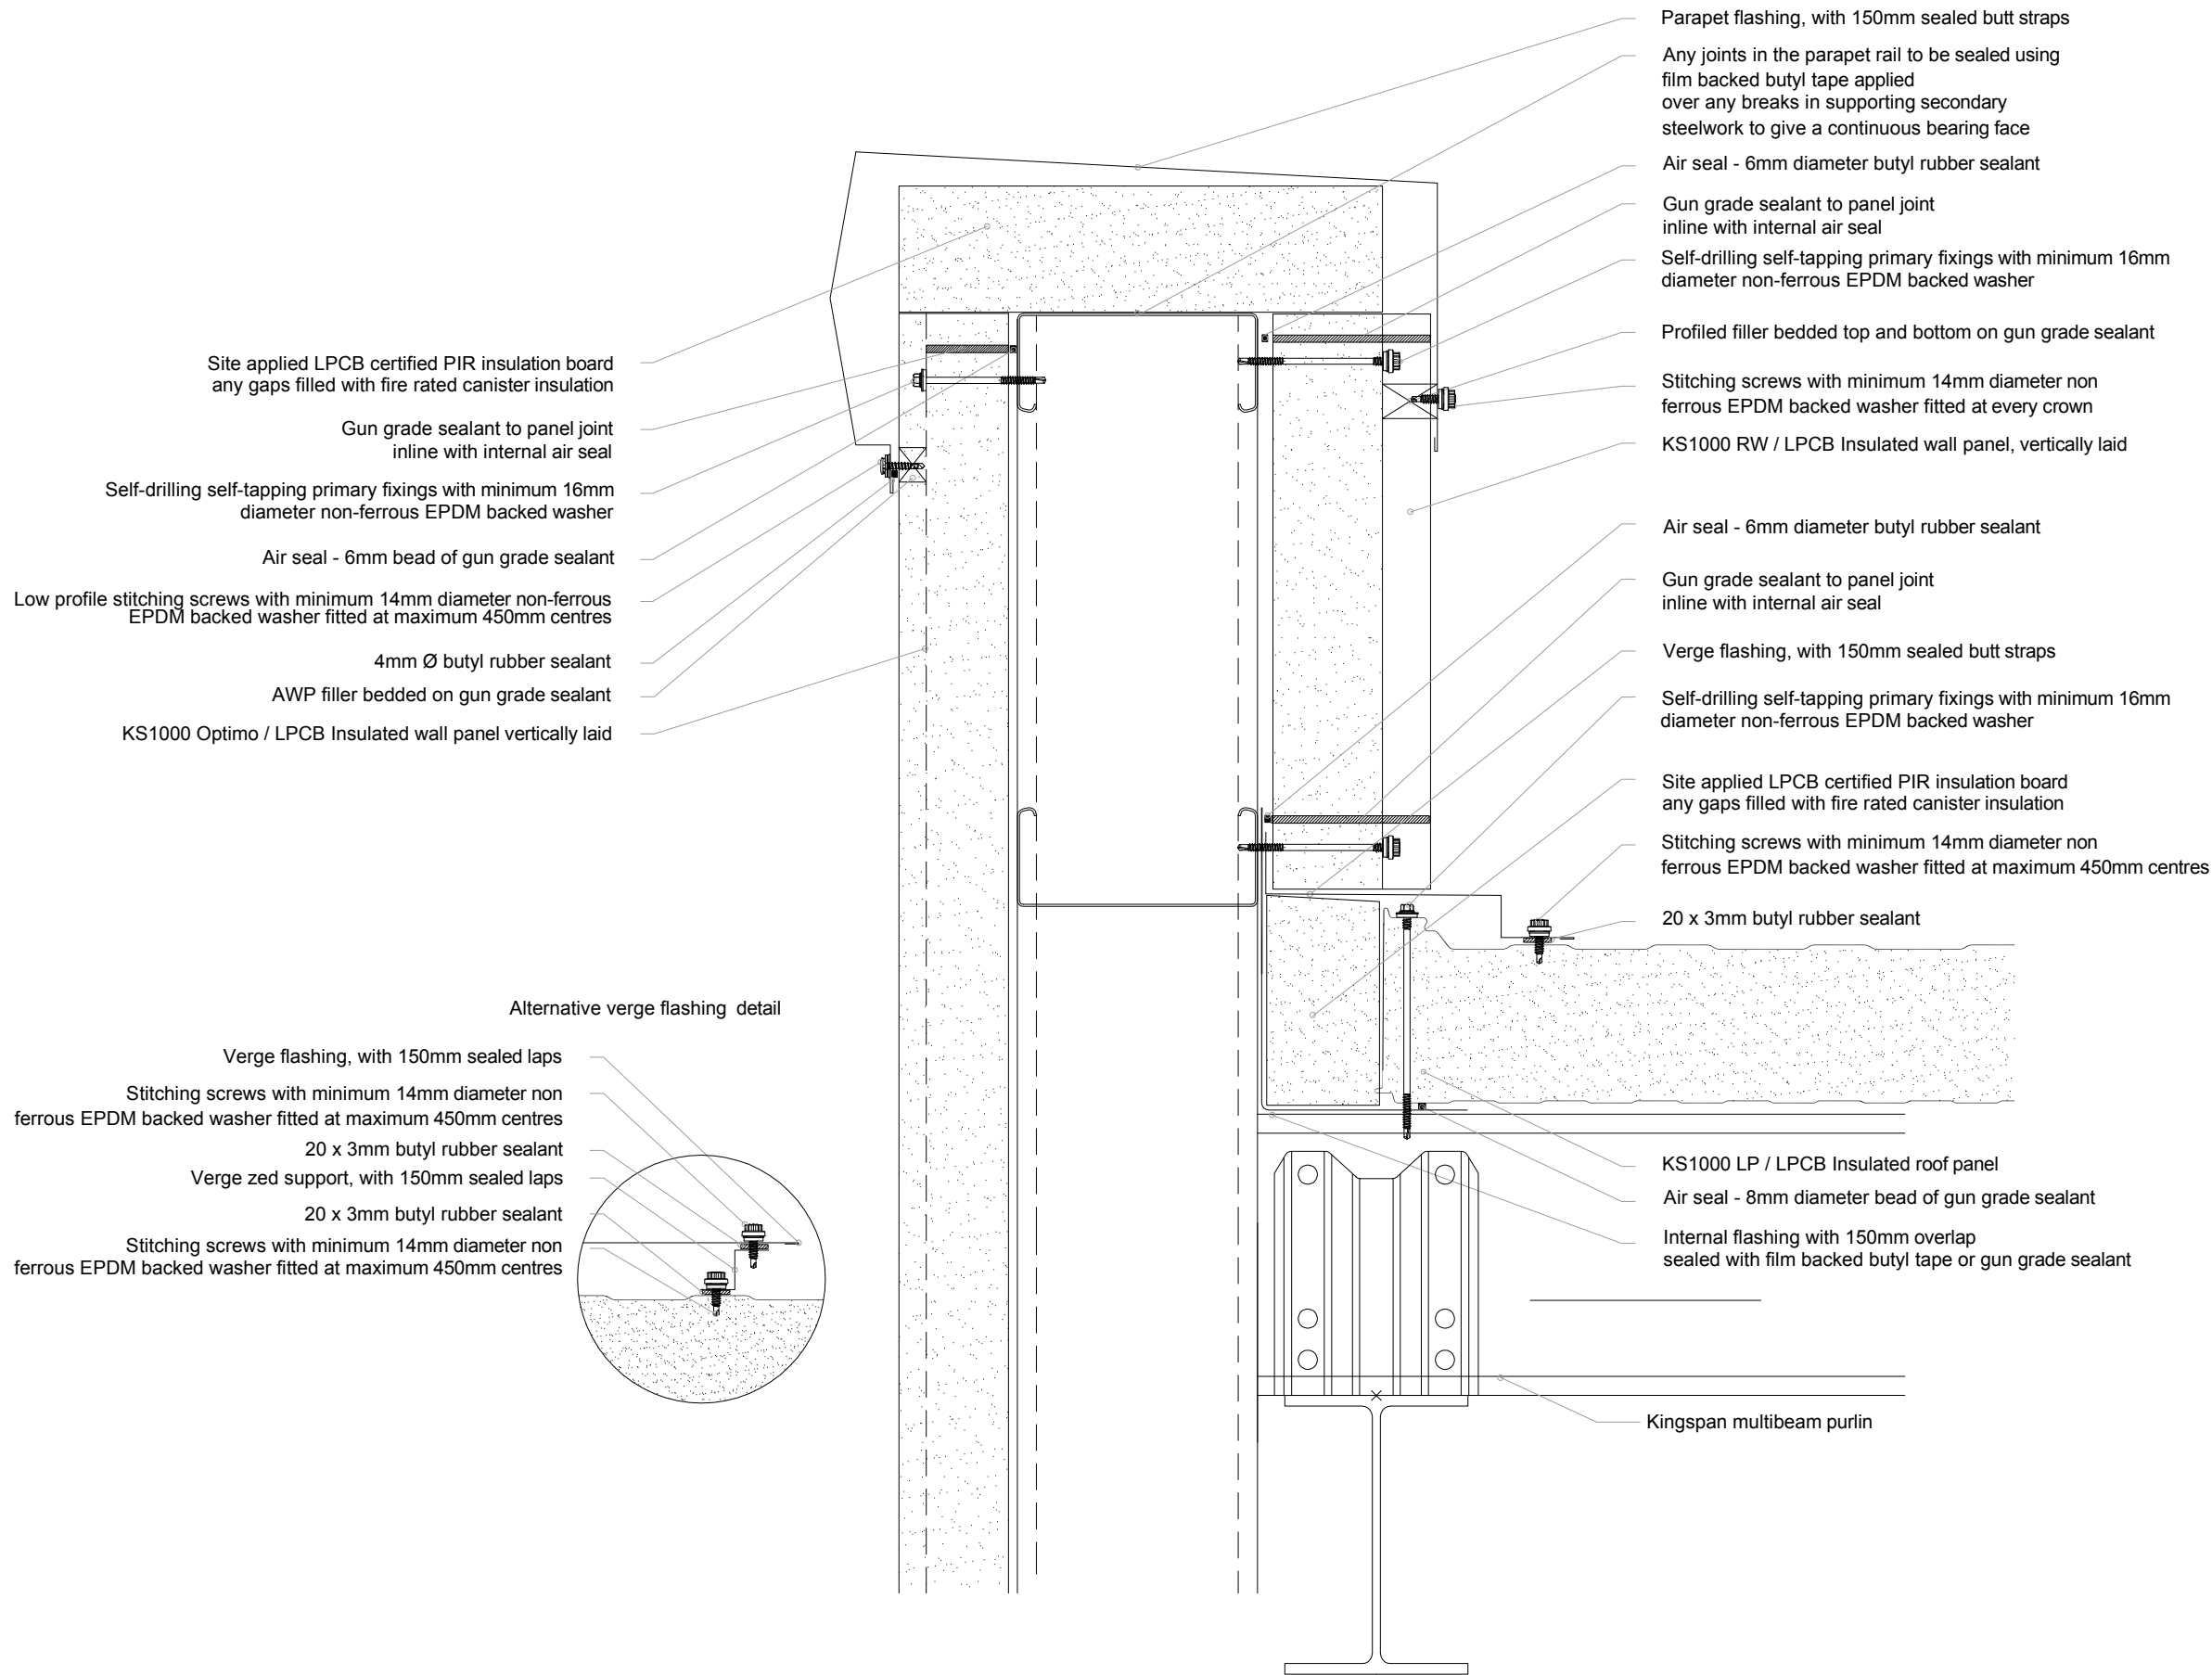 Parapet flashing, with 150mm sealed butt straps
Any joints in the parapet rail to be sealed using
film backed butyl tape applied
over any breaks in supporting secondary
steelwork to give a continuous bearing face
Air seal - 6mm diameter butyl rubber sealant
Gun grade sealant to panel joint
inline with internal air seal
Self-drilling self-tapping primary fixings with minimum 16mm
diameter non-ferrous EPDM backed washer
Profiled filler bedded top and bottom on gun grade sealant
Stitching screws with minimum 14mm diameter non
ferrous EPDM backed washer fitted at every crown
KS1000 RW / LPCB Insulated wall panel, vertically laid
Air seal - 6mm diameter butyl rubber sealant
Gun grade sealant to panel joint
inline with internal air seal
Verge flashing, with 150mm sealed butt straps
Self-drilling self-tapping primary fixings with minimum 16mm
diameter non-ferrous EPDM backed washer
Site applied LPCB certified PIR insulation board
any gaps filled with fire rated canister insulation
Stitching screws with minimum 14mm diameter non
ferrous EPDM backed washer fitted at maximum 450mm centres
20 x 3mm butyl rubber sealant
KS1000 LP / LPCB Insulated roof panel
Air seal - 8mm diameter bead of gun grade sealant
Internal flashing with 150mm overlap
sealed with film backed butyl tape or gun grade sealant
Kingspan multibeam purlin
Site applied LPCB certified PIR insulation board
any gaps filled with fire rated canister insulation
Gun grade sealant to panel joint
inline with internal air seal
Self-drilling self-tapping primary fixings with minimum 16mm
diameter non-ferrous EPDM backed washer
Air seal - 6mm bead of gun grade sealant
Low profile stitching screws with minimum 14mm diameter non-ferrous
EPDM backed washer fitted at maximum 450mm centres
4mm Ø butyl rubber sealant
AWP filler bedded on gun grade sealant
KS1000 Optimo / LPCB Insulated wall panel vertically laid
Alternative verge flashing detail
Verge flashing, with 150mm sealed laps
Stitching screws with minimum 14mm diameter non
ferrous EPDM backed washer fitted at maximum 450mm centres
20 x 3mm butyl rubber sealant
Verge zed support, with 150mm sealed laps
20 x 3mm butyl rubber sealant
Stitching screws with minimum 14mm diameter non
ferrous EPDM backed washer fitted at maximum 450mm centres